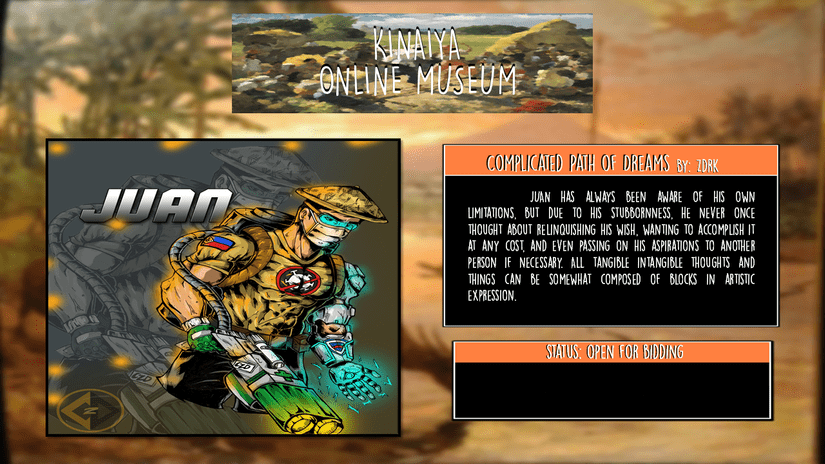 KINAIYA
ONLINE MUSEUM
JUAN
COMPLICATED PATH OF DREAMS BY: ZDRK
JUAN HAS ALWAYS BEEN AWARE OF HIS OWN
LIMITATIONS, BUT DUE TO HIS STUBBORNNESS, HE NEVER ONCE
THOUGHT ABOUT RELINQUISHING HIS WISH, WANTING TO ACCOMPLISH IT
AT ANY COST, AND EVEN PASSING ON HIS ASPIRATIONS TO ANOTHER
PERSON IF NECESSARY. ALL TANGIBLE INTANGIBLE THOUGHTS AND
THINGS CAN BE SOMEWHAT COMPOSED OF BLOCKS IN ARTISTIC
EXPRESSION.
STATUS: OPEN FOR BIDDING